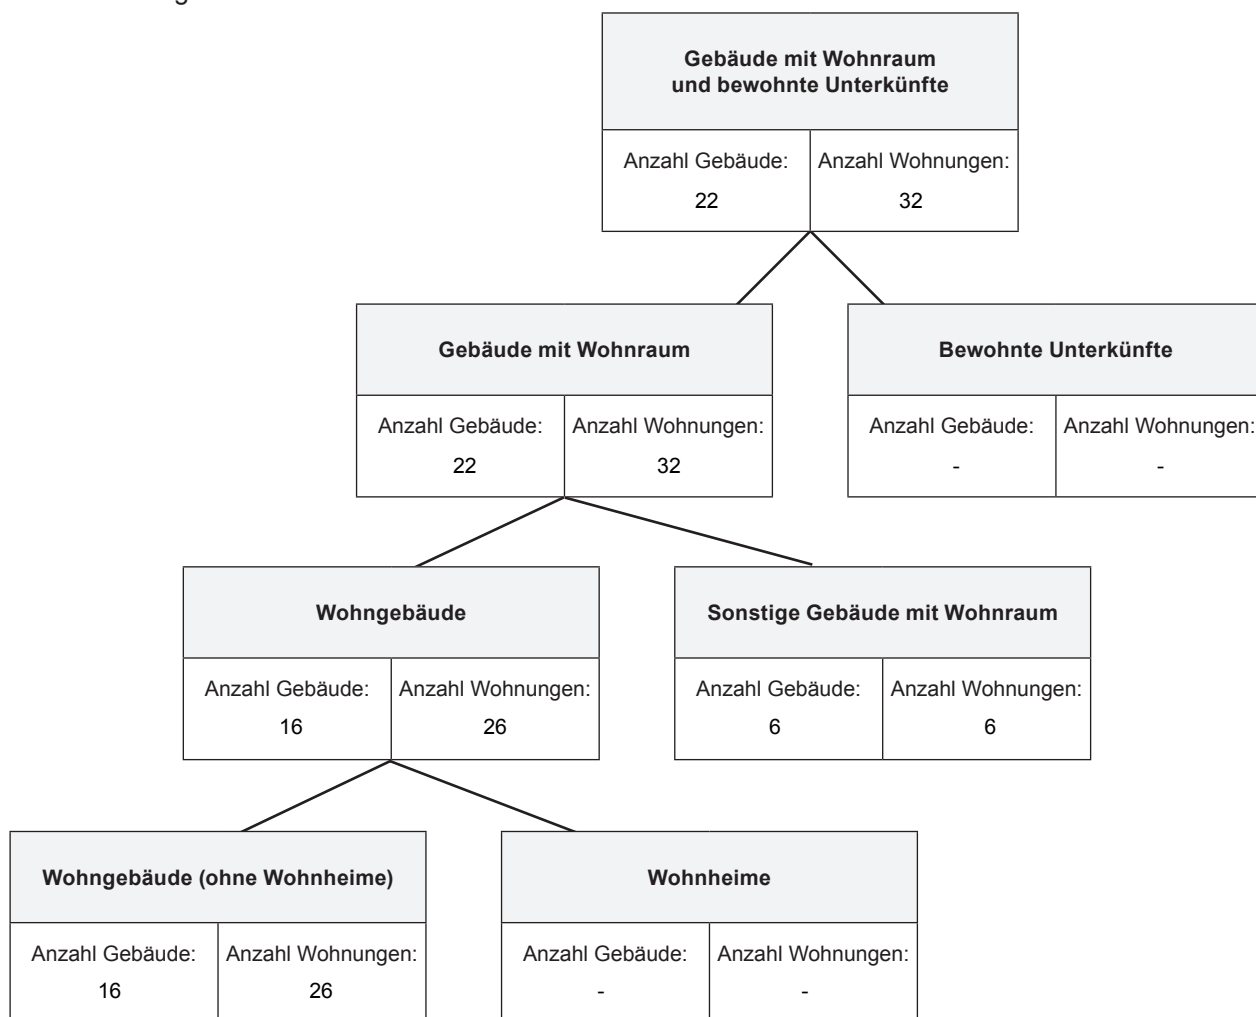 Gebäude mit Wohnraum
und bewohnte Unterkünfte
Anzahl Gebäude: Anzahl Wohnungen:
22 32
Gebäude mit Wohnraum Bewohnte Unterkünfte
Anzahl Gebäude: Anzahl Wohnungen: Anzahl Gebäude: Anzahl Wohnungen:
22 32 - -
Wohngebäude Sonstige Gebäude mit Wohnraum
Anzahl Gebäude: Anzahl Wohnungen: Anzahl Gebäude: Anzahl Wohnungen:
16 26 6 6
Wohngebäude (ohne Wohnheime) Wohnheime
Anzahl Gebäude: Anzahl Wohnungen: Anzahl Gebäude: Anzahl Wohnungen:
16 26 - -